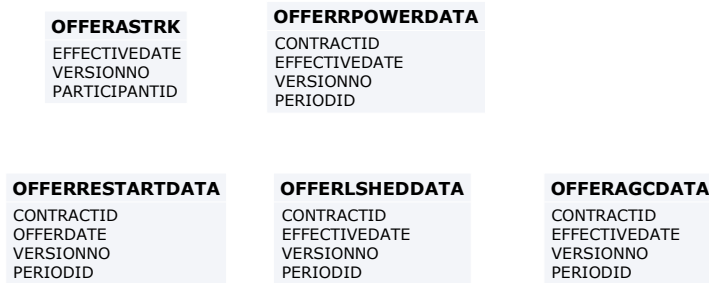 OFFERASTRK
EFFECTIVEDATE
VERSIONNO
PARTICIPANTID
OFFERRPOWERDATA
CONTRACTID
EFFECTIVEDATE
VERSIONNO
PERIODID
OFFERRESTARTDATA
CONTRACTID
OFFERDATE
VERSIONNO
PERIODID
OFFERLSHEDDATA
CONTRACTID
EFFECTIVEDATE
VERSIONNO
PERIODID
OFFERAGCDATA
CONTRACTID
EFFECTIVEDATE
VERSIONNO
PERIODID